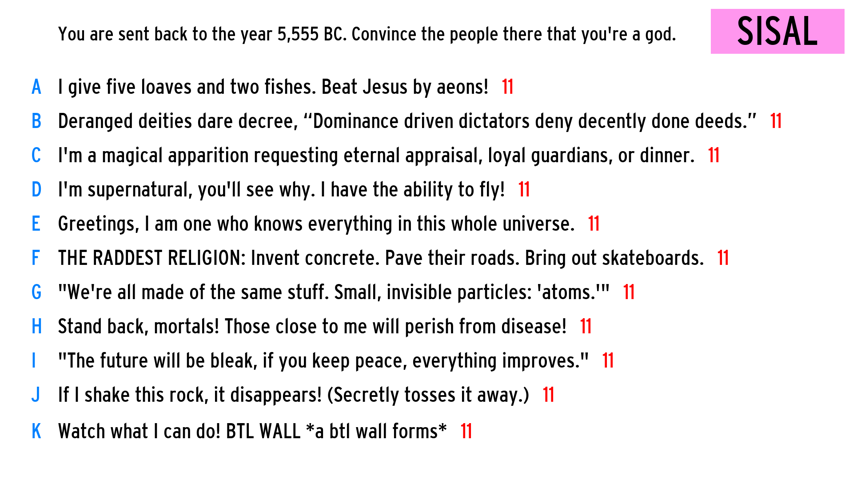 You are sent back to the year 5,555 BC. Convince the people there that you're a god.
SISAL
A I give five loaves and two fishes. Beat Jesus by aeons! 11
B Deranged deities dare decree, “Dominance driven dictators deny decently done deeds.” 11
C I'm a magical apparition requesting eternal appraisal, loyal guardians, or dinner. 11
D I'm supernatural, you'll see why. I have the ability to fly! 11
E Greetings, I am one who knows everything in this whole universe. 11
F THE RADDEST RELIGION: Invent concrete. Pave their roads. Bring out skateboards. 11
G "We're all made of the same stuff. Small, invisible particles: 'atoms.'" 11
H Stand back, mortals! Those close to me will perish from disease! 11
I "The future will be bleak, if you keep peace, everything improves." 11
J If I shake this rock, it disappears! (Secretly tosses it away.) 11
K Watch what I can do! BTL WALL *a btl wall forms* 11